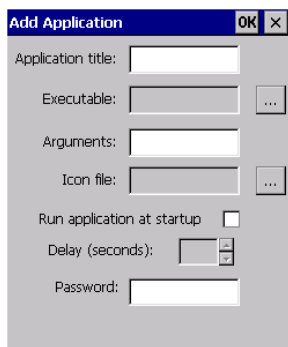 Add Application OK ×
Application title:
Executable: ...
Arguments:
Icon file: ...
Run application at startup
Delay (seconds):
Password: